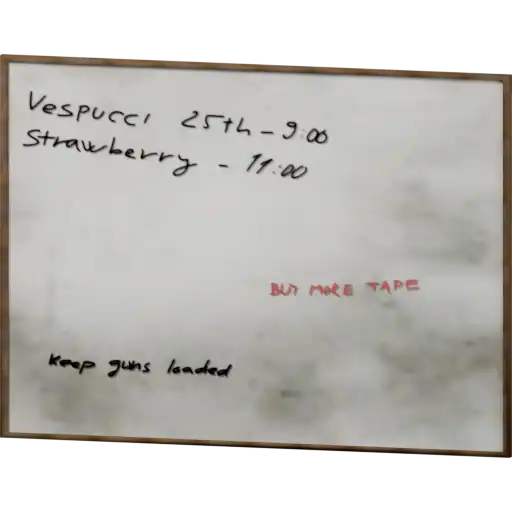 Vespucci 25th - 9:00
Strawberry - 11:00
BUY MORE TAPE
Keep guns loaded